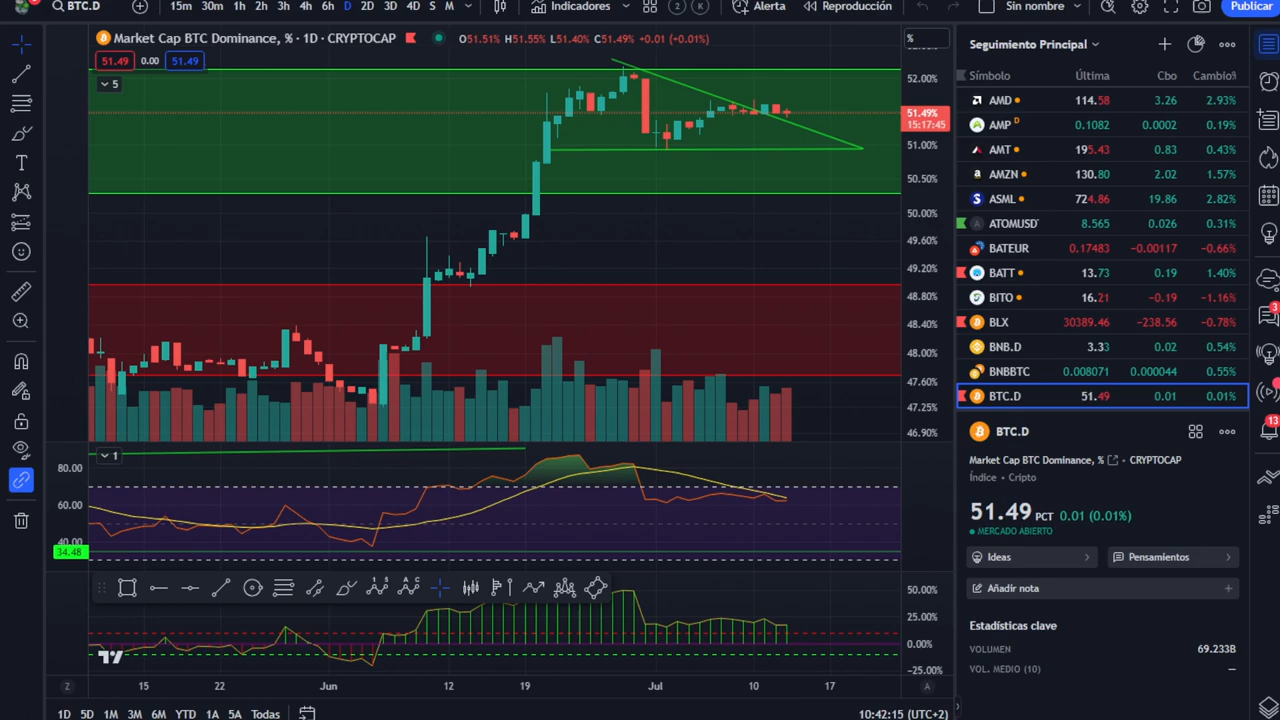 BTC.D
15m 30m 1h 2h 3h 4h 6h D 2D 3D 4D S M
Indicadores
2
K
Alerta
Reproducción
Sin nombre
Publicar
Market Cap BTC Dominance, % · 1D · CRYPTOCAP
O51.51% H51.55% L51.40% C51.49% +0.01 (+0.01%)
51.49 0.00 51.49
5
%
52.00%
51.49%
15:17:45
51.00%
50.50%
50.00%
49.60%
49.20%
48.80%
48.40%
48.00%
47.60%
47.25%
46.90%
1
80.00
60.00
40.00
34.48
50.00%
25.00%
0.00%
−25.00%
Z
15
22
Jun
12
19
Jul
10
17
A
1D 5D 1M 3M 6M YTD 1A 5A Todas
10:42:15 (UTC+2)
Seguimiento Principal
Símbolo Última Cbo Cambio%
AMD 114.58 3.26 2.93%
AMP D 0.1082 0.0002 0.19%
AMT 195.43 0.83 0.43%
AMZN 130.80 2.02 1.57%
ASML 724.86 19.86 2.82%
ATOMUSD 8.565 0.026 0.31%
BATEUR 0.17483 −0.00117 −0.66%
BATT 13.73 0.19 1.40%
BITO 16.21 −0.19 −1.16%
BLX 30389.46 −238.56 −0.78%
BNB.D 3.33 0.02 0.54%
BNBBTC 0.008071 0.000044 0.55%
BTC.D 51.49 0.01 0.01%
BTC.D
Market Cap BTC Dominance, % · CRYPTOCAP
Índice · Cripto
51.49 PCT 0.01 (0.01%)
MERCADO ABIERTO
Ideas
Pensamientos
Añadir nota
Estadísticas clave
VOLUMEN 69.233B
VOL. MEDIO (10) —
3
13